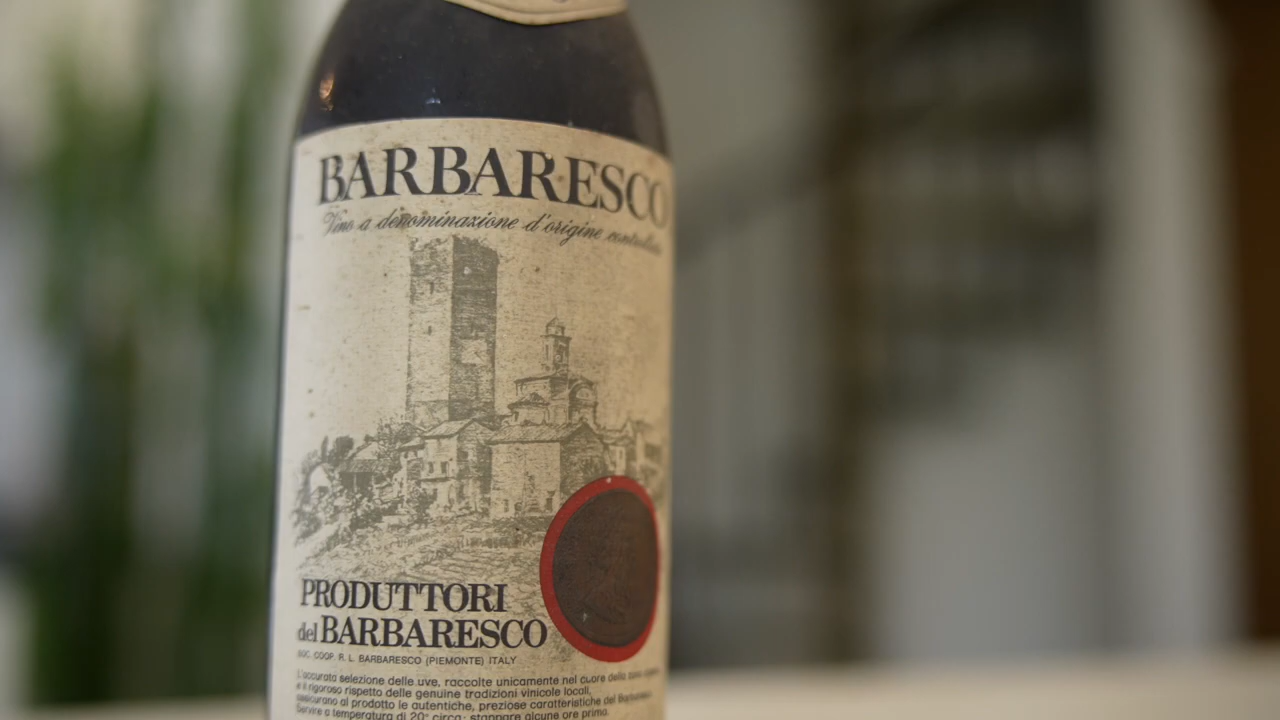 BARBARESCO
Vino a denominazione d'origine controllata
PRODUTTORI
del BARBARESCO
SOC. COOP. R. L. BARBARESCO (PIEMONTE) ITALY
L'accurata selezione delle uve, raccolte unicamente nel cuore della zona
e il rigoroso rispetto delle genuine tradizioni vinicole locali,
assicurano al prodotto le autentiche, preziose caratteristiche del Barbaresco.
Servire a temperatura di 20° circa; stappare alcune ore prima.